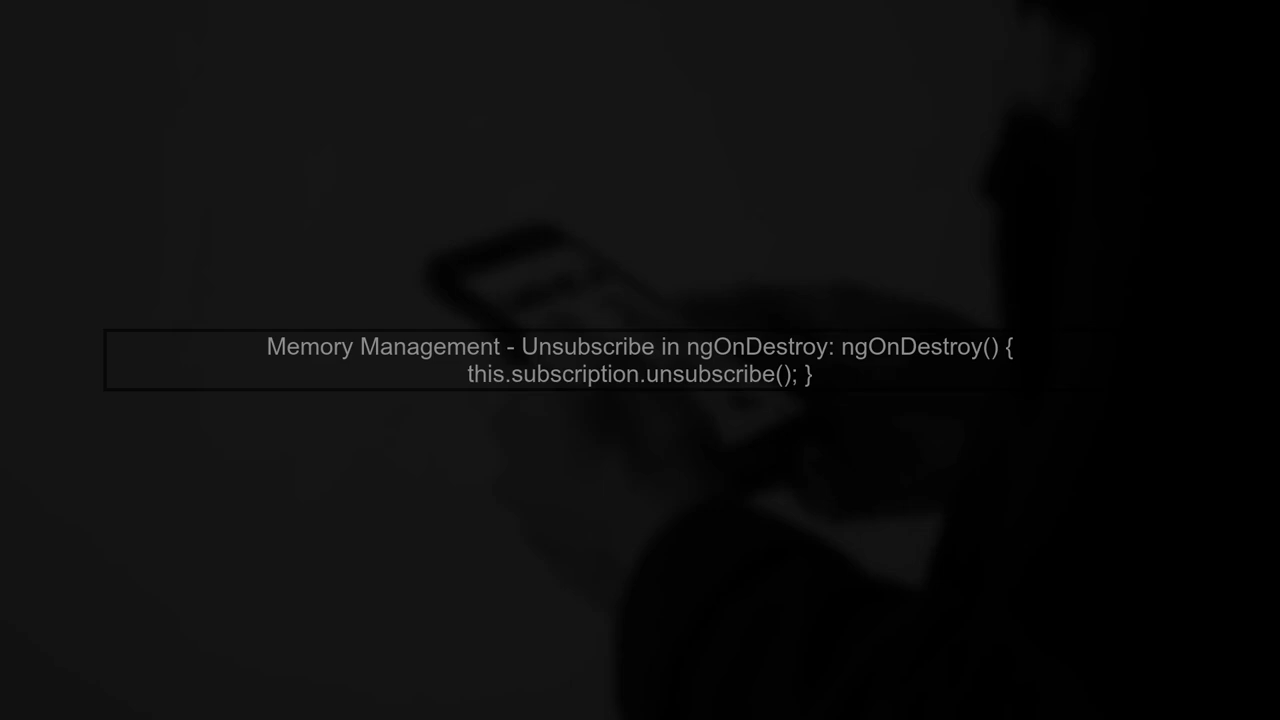 Memory Management - Unsubscribe in ngOnDestroy: ngOnDestroy() {
this.subscription.unsubscribe(); }